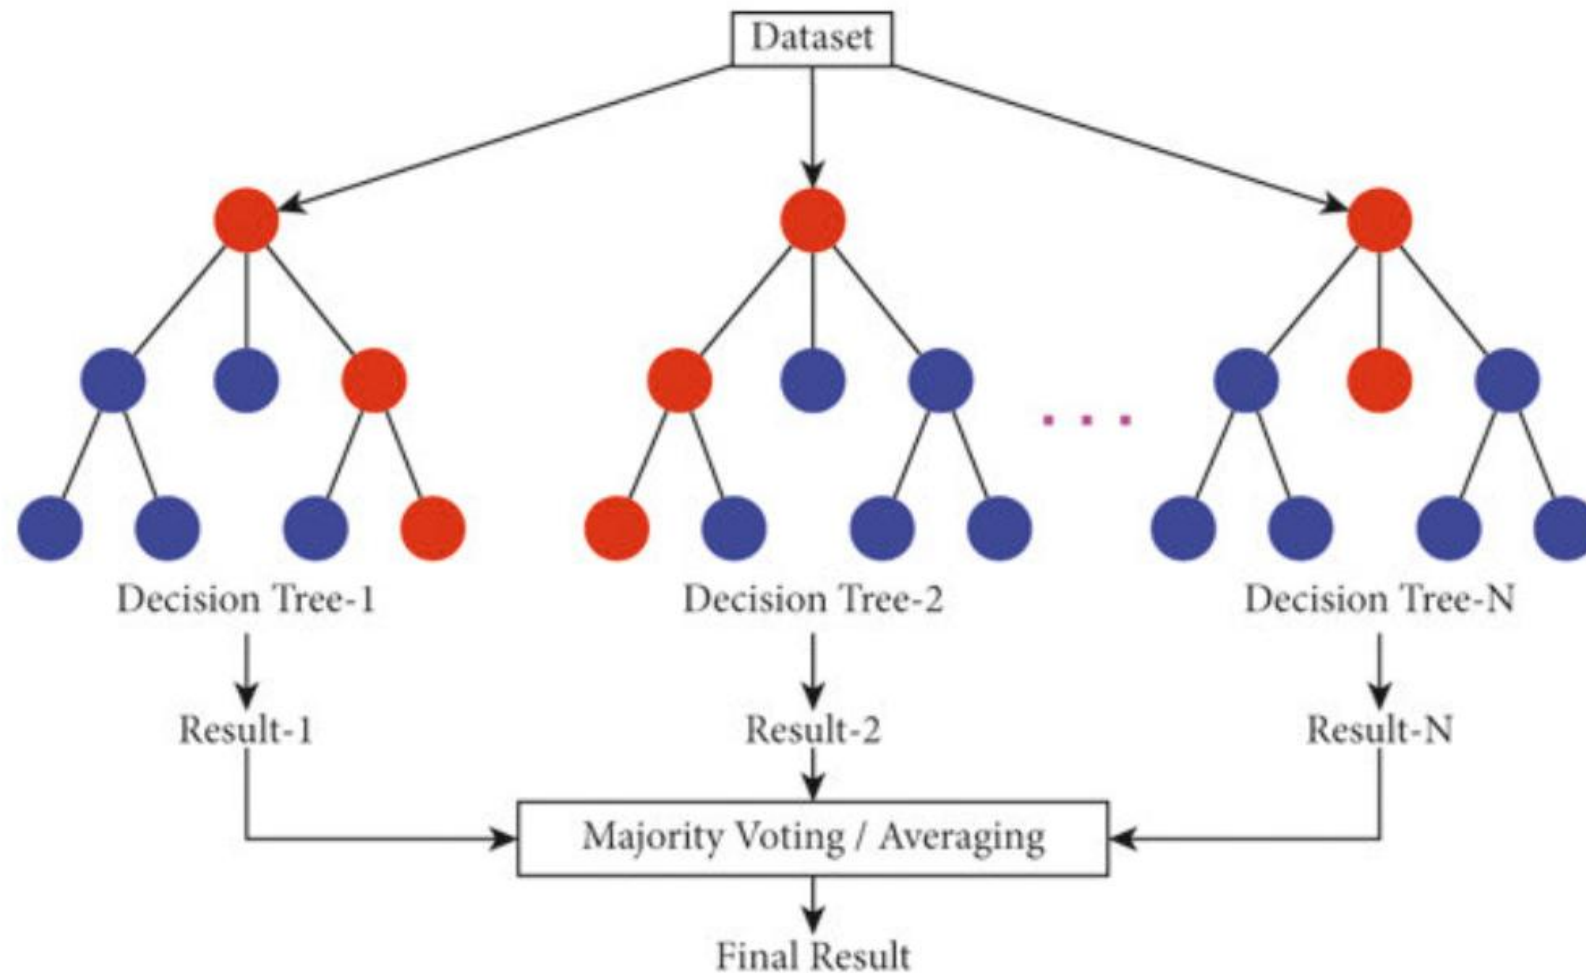 Dataset
Decision Tree-1
Decision Tree-2
Decision Tree-N
Result-1
Result-2
Result-N
Majority Voting / Averaging
Final Result